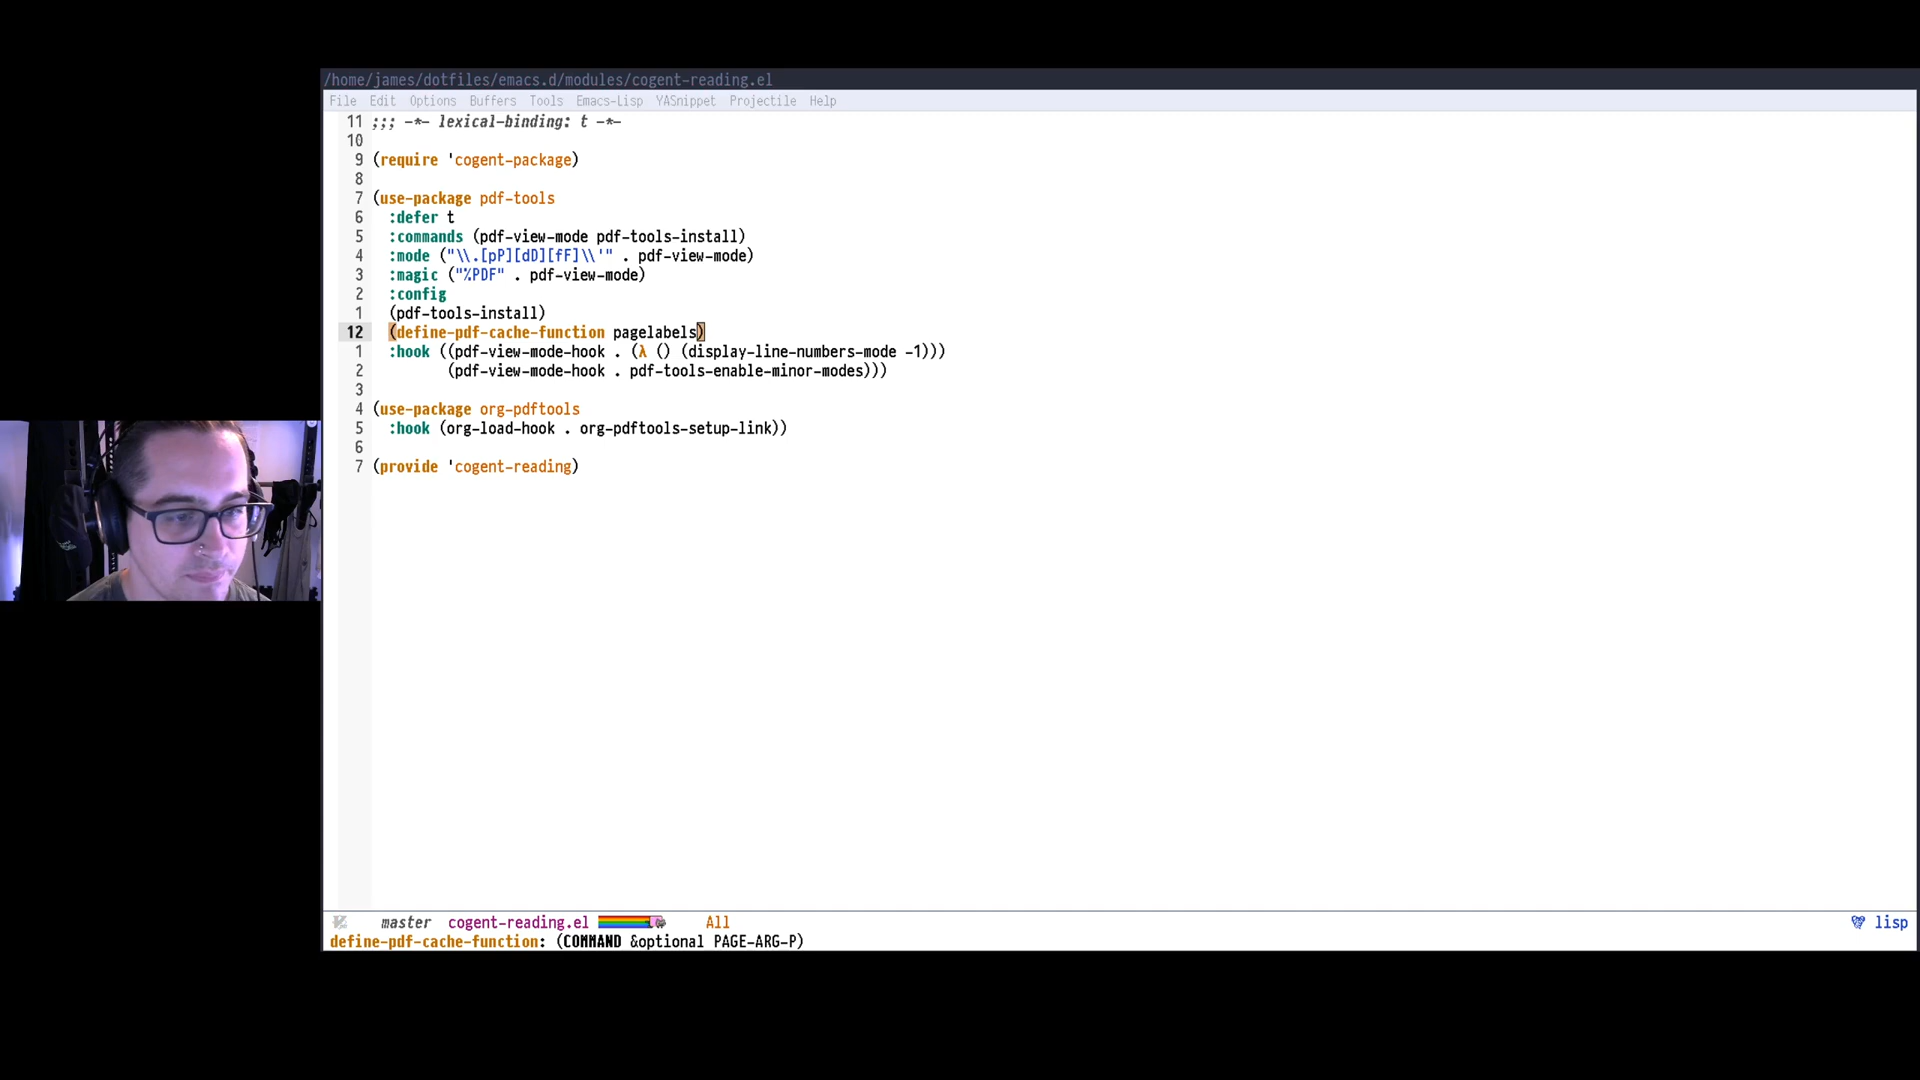 /home/james/dotfiles/emacs.d/modules/cogent-reading.el
File Edit Options Buffers Tools Emacs-Lisp YASnippet Projectile Help
11 ;;; -*- lexical-binding: t -*-
10
9 (require 'cogent-package)
8
7 (use-package pdf-tools
6 :defer t
5 :commands (pdf-view-mode pdf-tools-install)
4 :mode ("\\.[pP][dD][fF]\\'" . pdf-view-mode)
3 :magic ("%PDF" . pdf-view-mode)
2 :config
1 (pdf-tools-install)
12 (define-pdf-cache-function pagelabels)
1 :hook ((pdf-view-mode-hook . (λ () (display-line-numbers-mode -1)))
2 (pdf-view-mode-hook . pdf-tools-enable-minor-modes)))
3
4 (use-package org-pdftools
5 :hook (org-load-hook . org-pdftools-setup-link))
6
7 (provide 'cogent-reading)
master cogent-reading.el All lisp
define-pdf-cache-function: (COMMAND &optional PAGE-ARG-P)